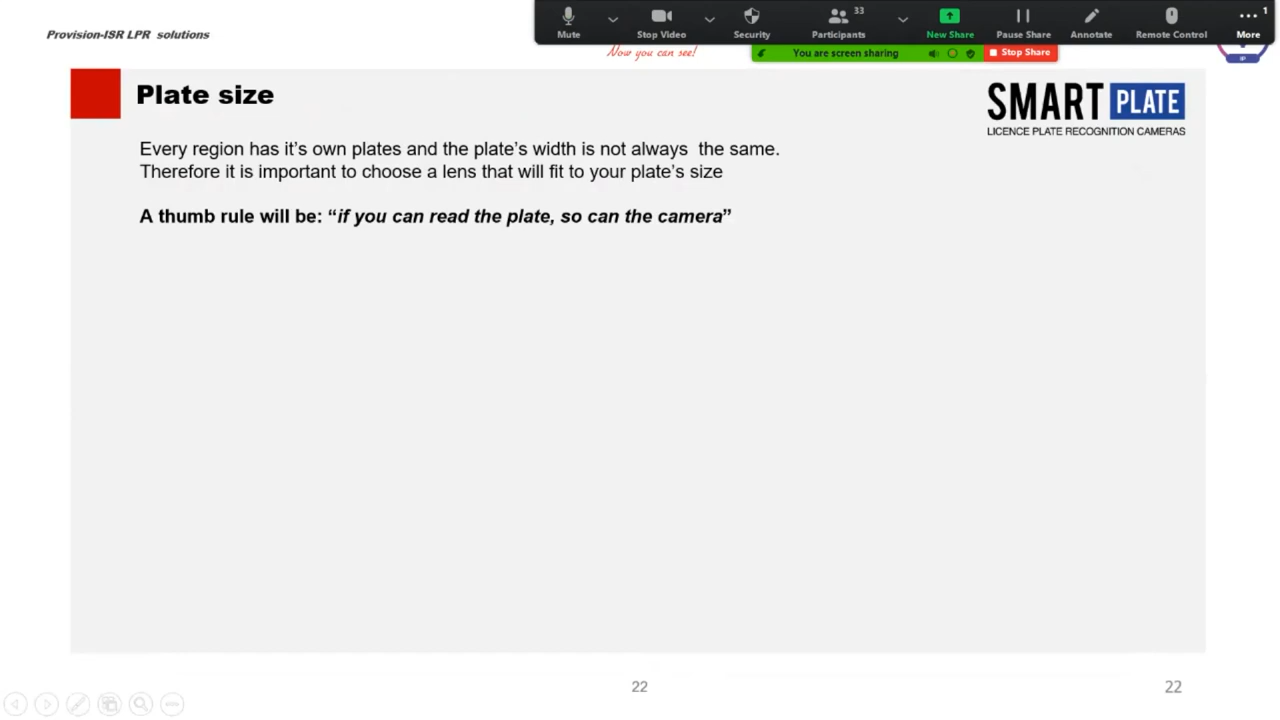 Provision-ISR LPR solutions
Mute
Stop Video
Security
Participants
33
New Share
Pause Share
Annotate
Remote Control
More
1
Now you can see!
You are screen sharing
Stop Share
IP
Plate size
SMART PLATE
LICENCE PLATE RECOGNITION CAMERAS
Every region has it’s own plates and the plate’s width is not always the same.
Therefore it is important to choose a lens that will fit to your plate’s size
A thumb rule will be: “if you can read the plate, so can the camera”
22
22